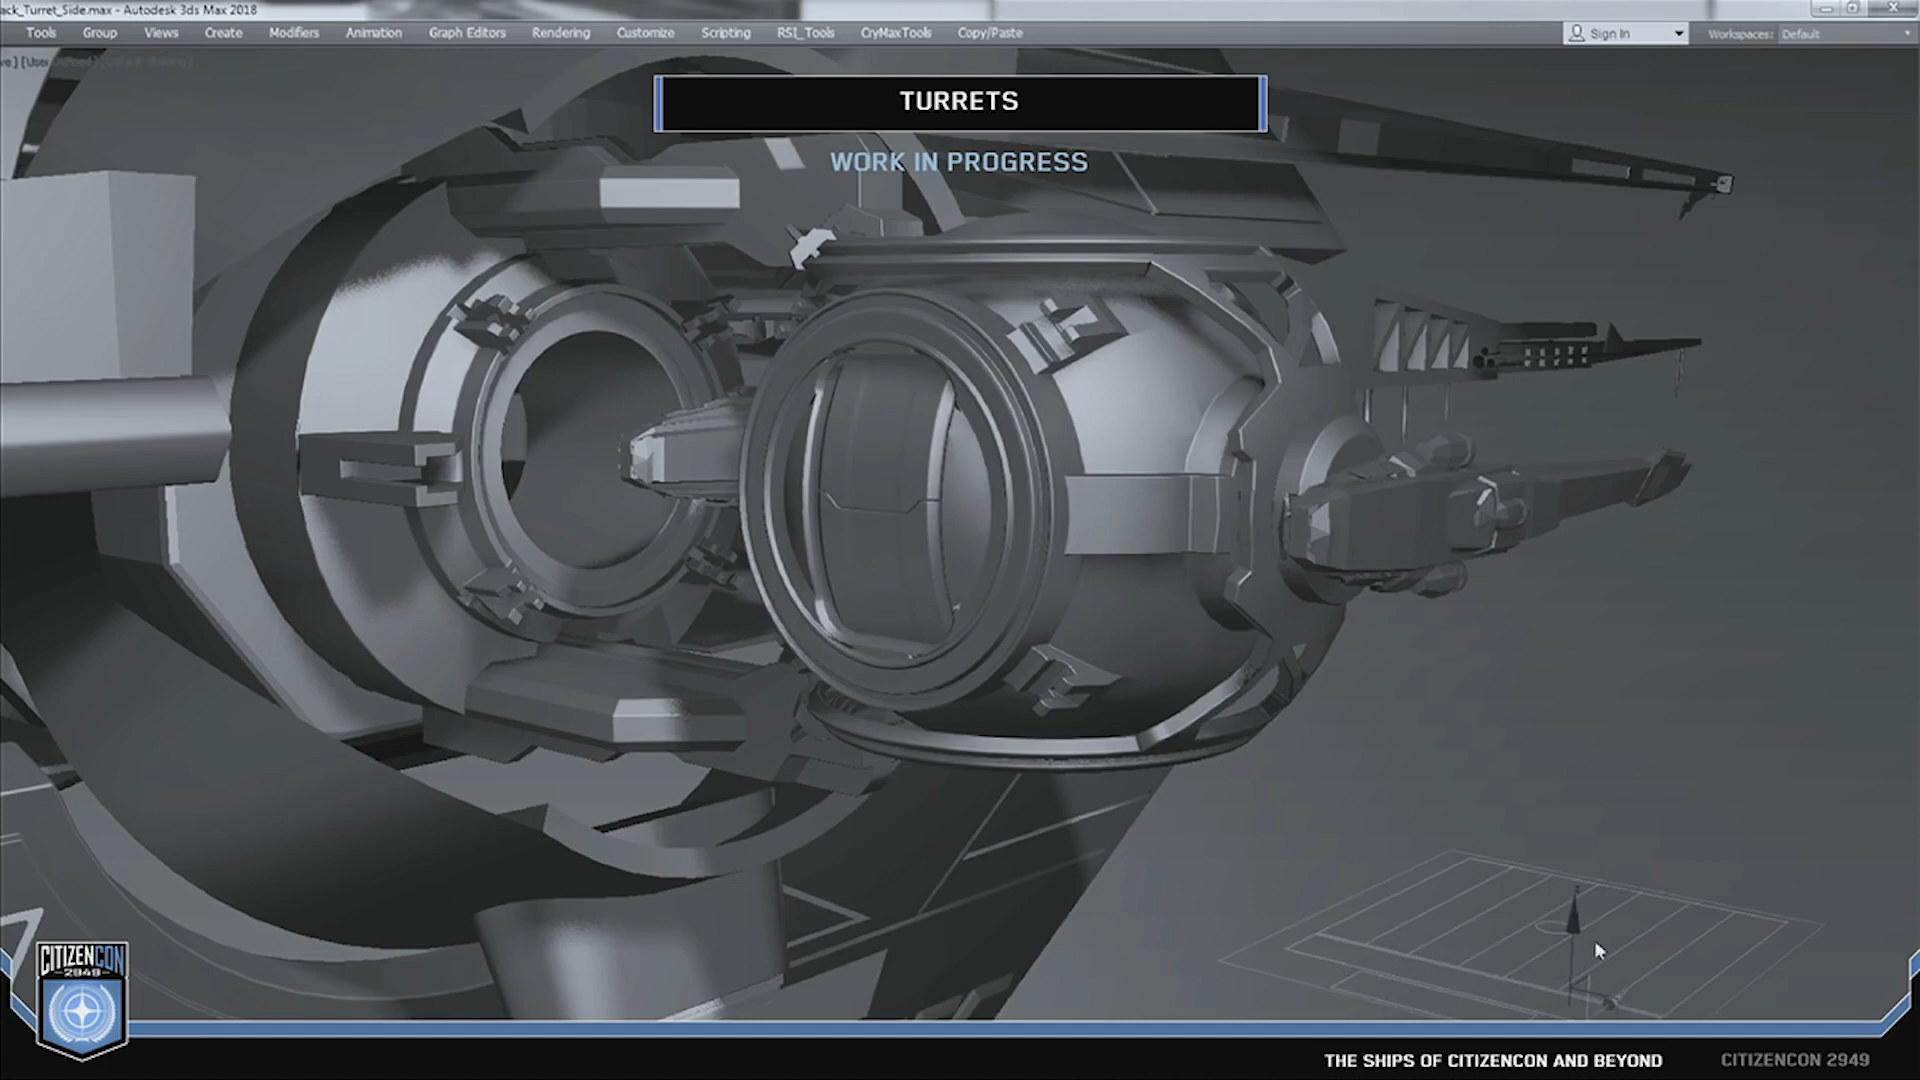 ack_Turret_Side.max - Autodesk 3ds Max 2018
Tools Group Views Create Modifiers Animation Graph Editors Rendering Customize Scripting RSI_Tools CryMaxTools Copy/Paste Sign In Workspaces: Default
TURRETS
WORK IN PROGRESS
CITIZENCON
2949
THE SHIPS OF CITIZENCON AND BEYOND CITIZENCON 2949